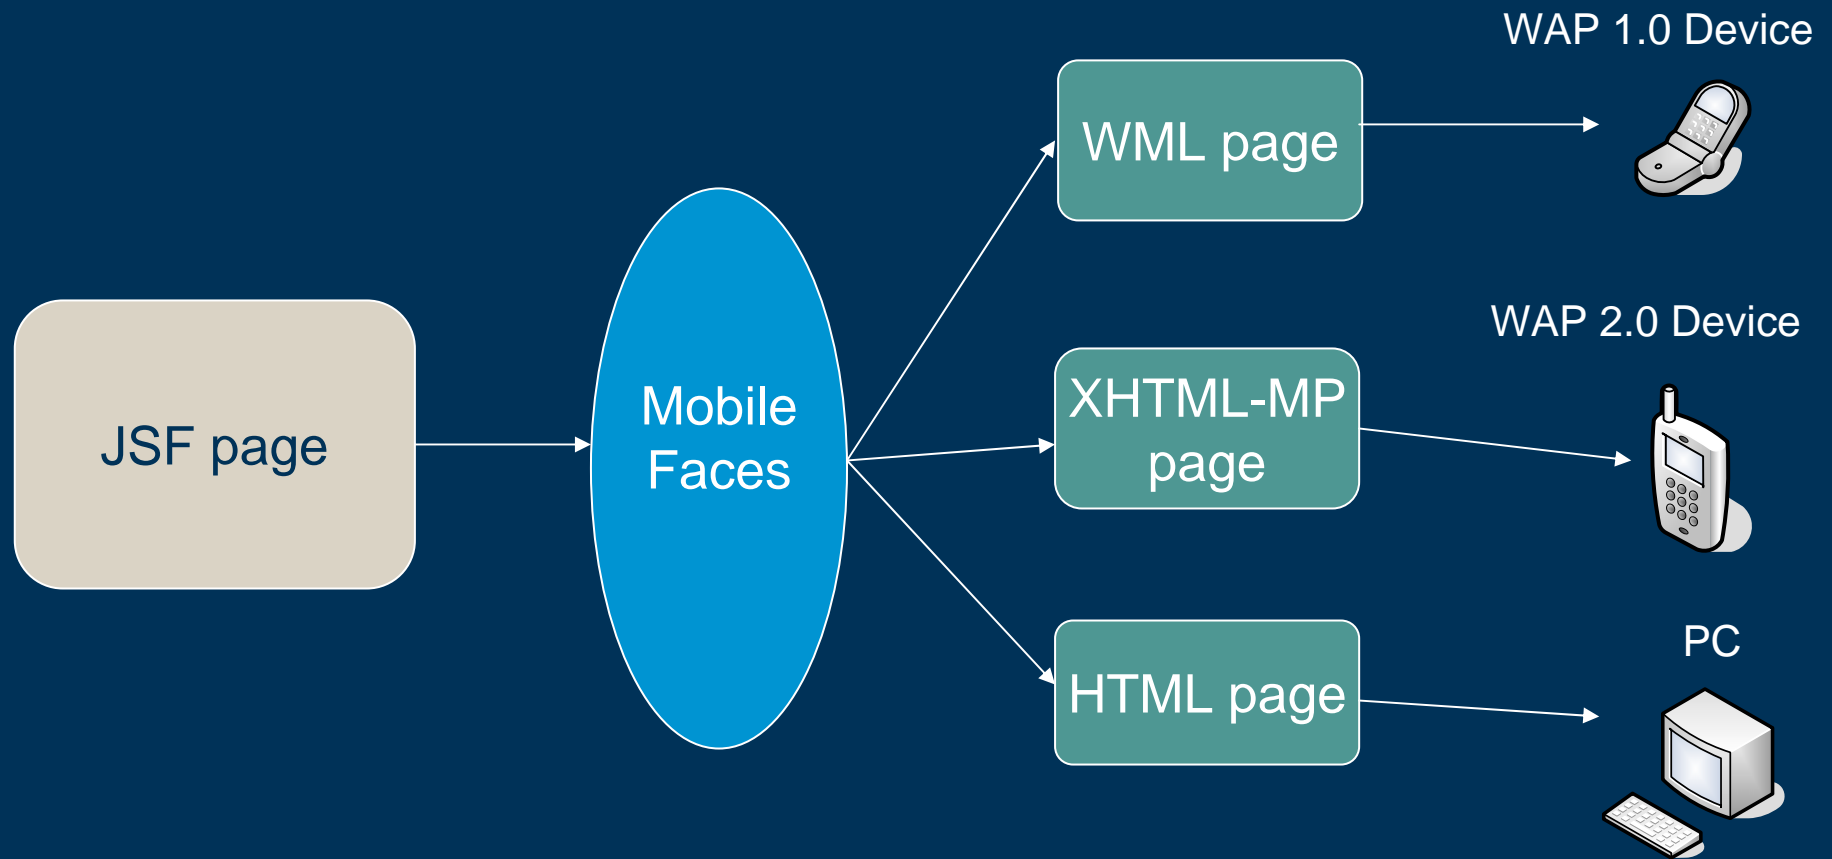 WAP 1.0 Device
WML page
WAP 2.0 Device
JSF page
Mobile
Faces
XHTML-MP
page
PC
HTML page